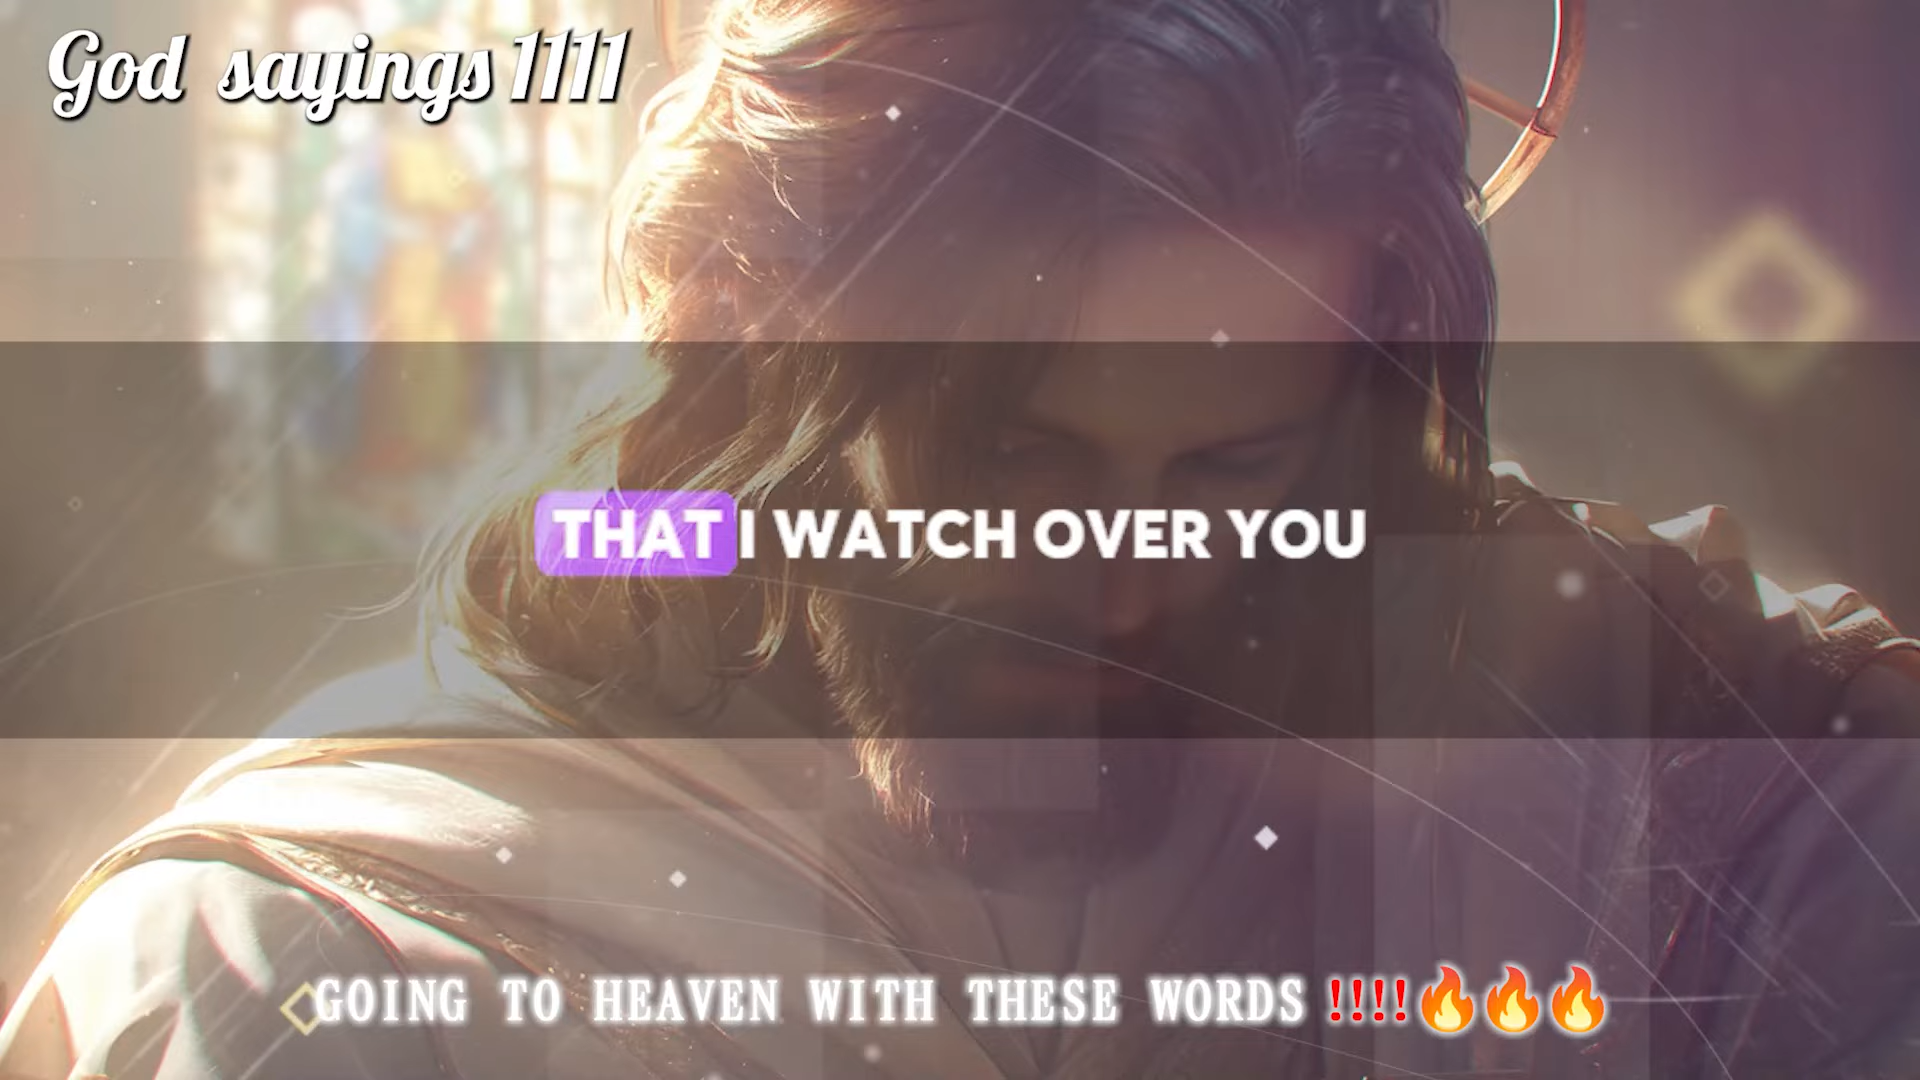 God sayings 1111
THAT I WATCH OVER YOU
GOING TO HEAVEN WITH THESE WORDS !!!!🔥🔥🔥